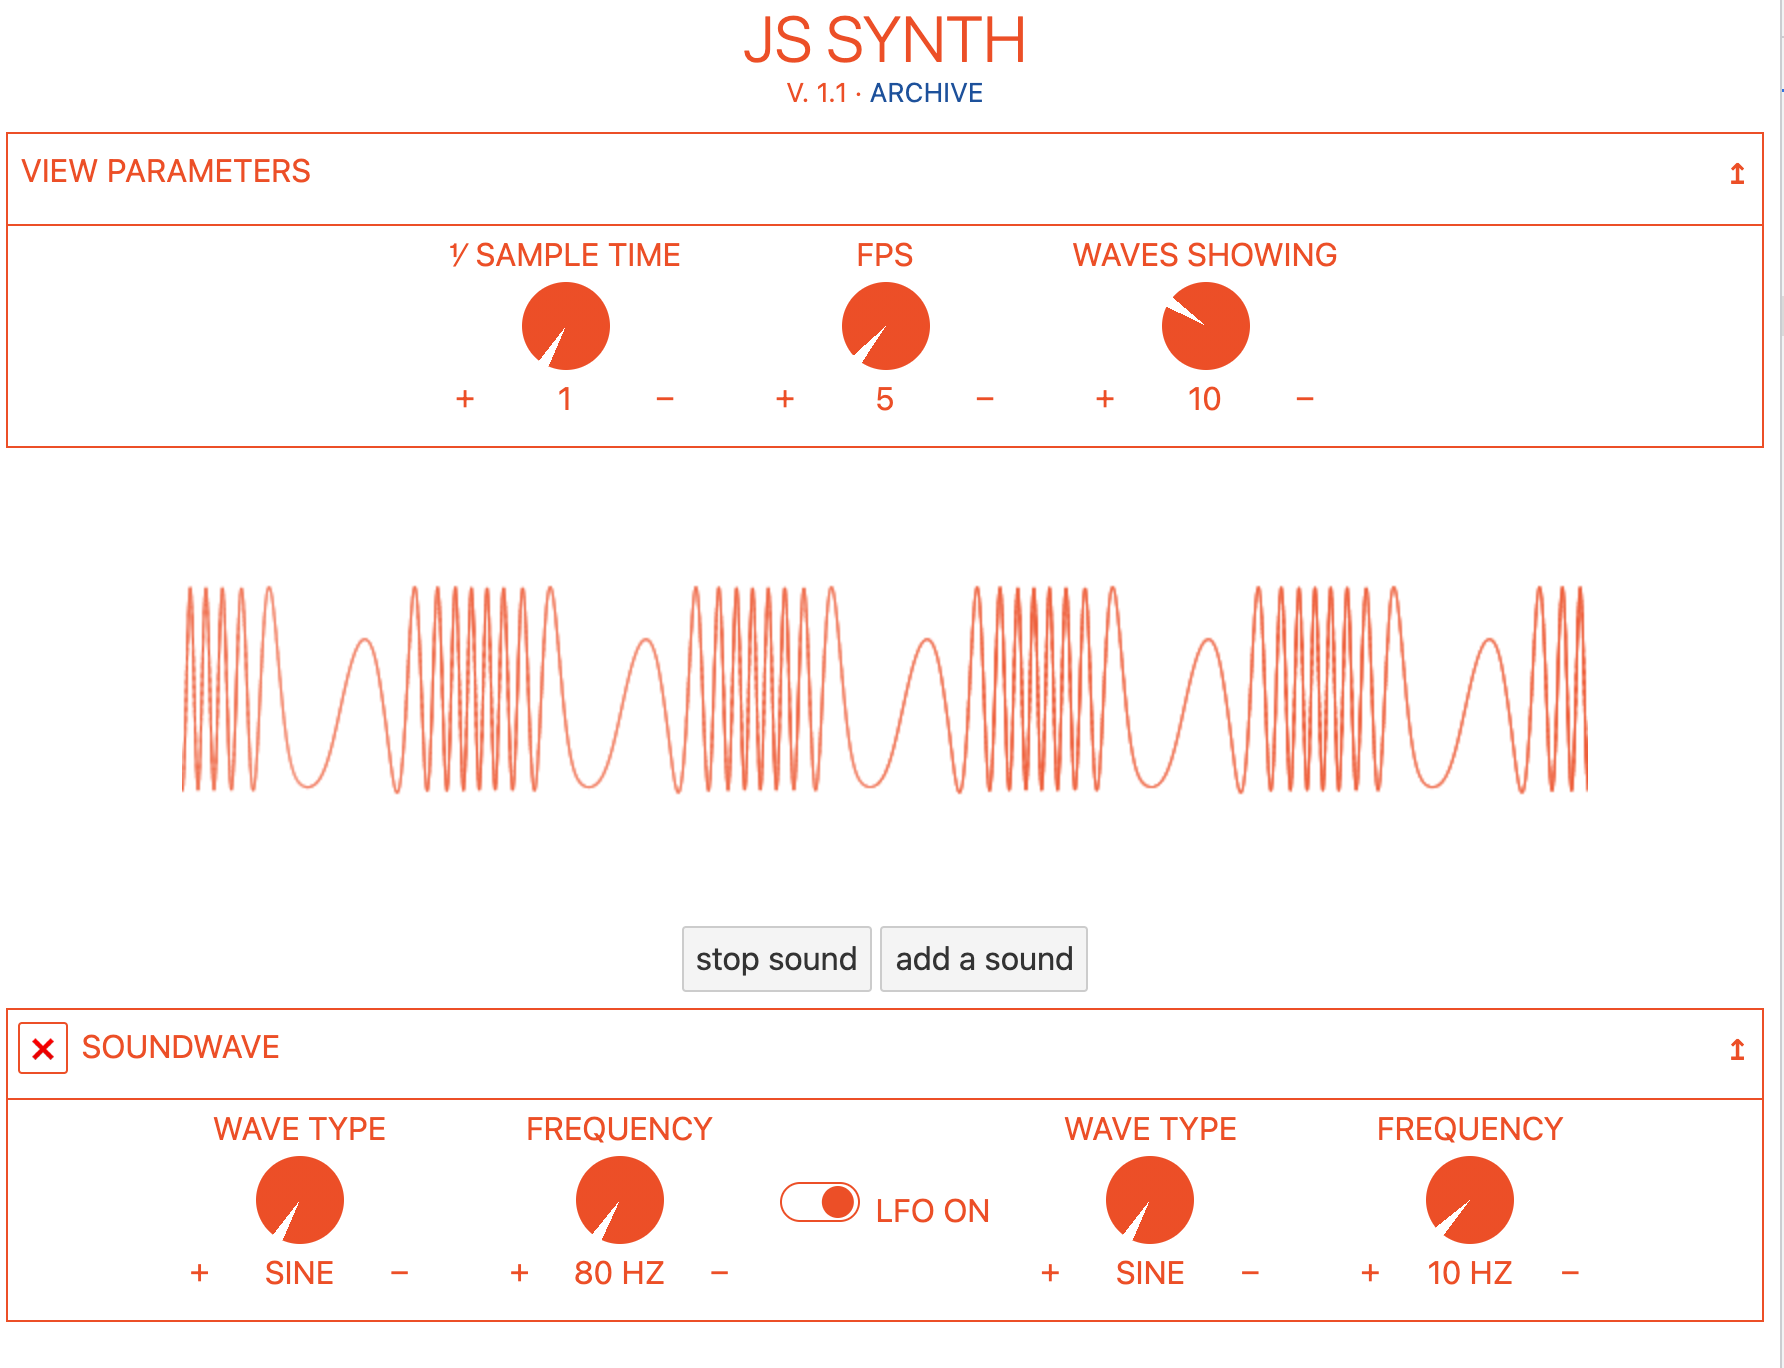 JS SYNTH
V. 1.1 · ARCHIVE
VIEW PARAMETERS ↥
1⁄ SAMPLE TIME FPS WAVES SHOWING
+ 1 − + 5 − + 10 −
stop sound add a sound
× SOUNDWAVE ↥
WAVE TYPE FREQUENCY WAVE TYPE FREQUENCY
LFO ON
+ SINE − + 80 HZ − + SINE − + 10 HZ −